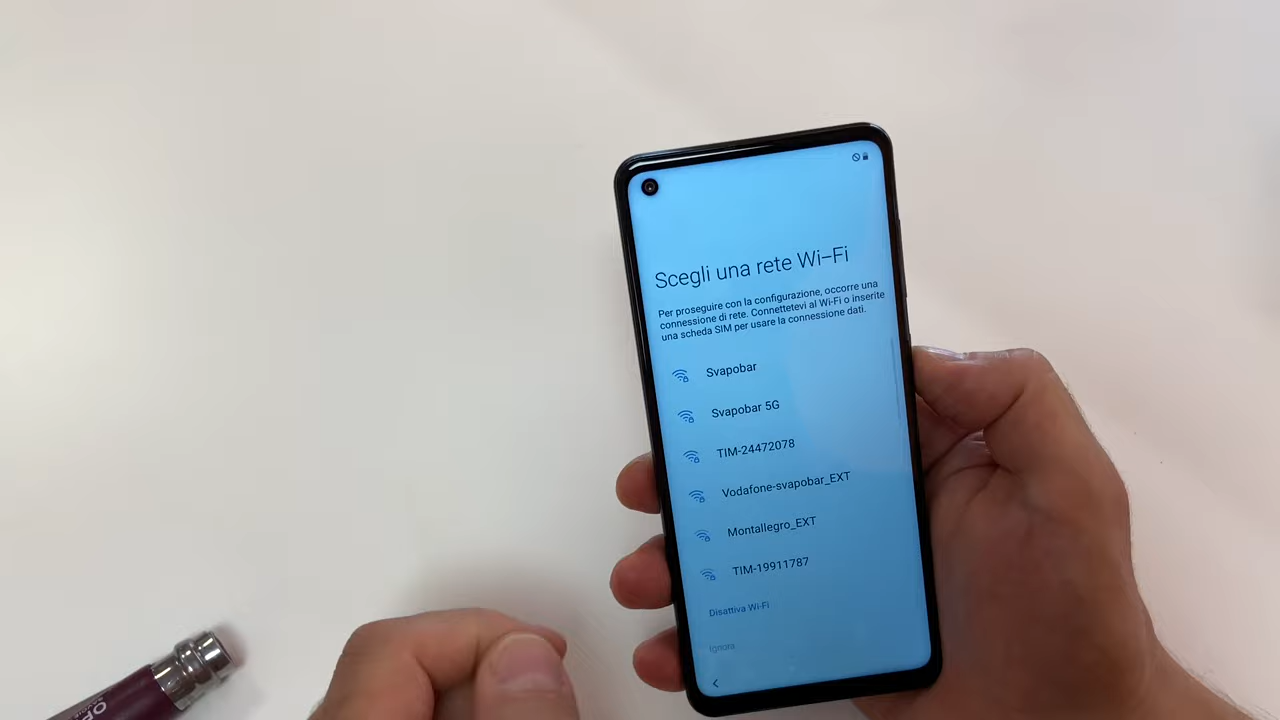 Scegli una rete Wi-Fi
Per proseguire con la configurazione, occorre una
connessione di rete. Connettetevi al Wi-Fi o inserite
una scheda SIM per usare la connessione dati.
Svapobar
Svapobar 5G
TIM-24472078
Vodafone-svapobar_EXT
Montallegro_EXT
TIM-19911787
Disattiva Wi-Fi
Ignora